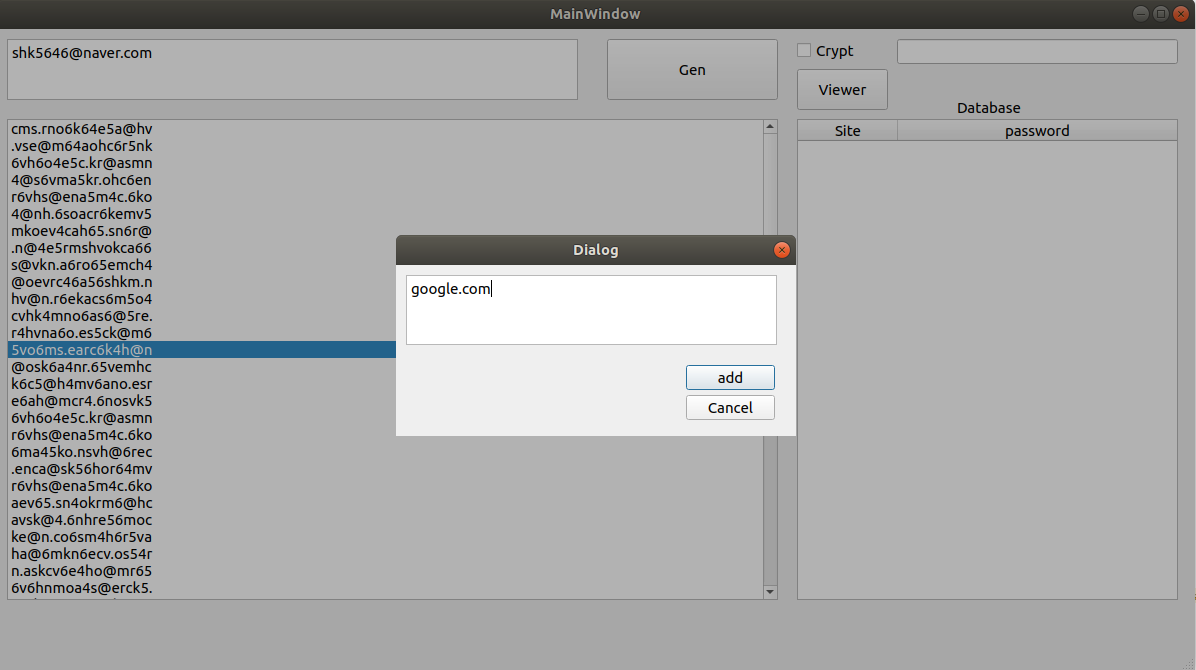 MainWindow
shk5646@naver.com
Gen
Crypt
Viewer
Database
Site password
cms.rno6k64e5a@hv
.vse@m64aohc6r5nk
6vh6o4e5c.kr@asmn
4@s6vma5kr.ohc6en
r6vhs@ena5m4c.6ko
4@nh.6soacr6kemv5
mkoev4cah65.sn6r@
.n@4e5rmshvokca66
s@vkn.a6ro65emch4
@oevrc46a56shkm.n
hv@n.r6ekacs6m5o4
cvhk4mno6as6@5re.
r4hvna6o.es5ck@m6
5vo6ms.earc6k4h@n
@osk6a4nr.65vemhc
k6c5@h4mv6ano.esr
e6ah@mcr4.6nosvk5
6vh6o4e5c.kr@asmn
r6vhs@ena5m4c.6ko
6ma45ko.nsvh@6rec
.enca@sk56hor64mv
r6vhs@ena5m4c.6ko
aev65.sn4okrm6@hc
avsk@4.6nhre56moc
ke@n.co6sm4h6r5va
ha@6mkn6ecv.os54r
n.askcv6e4ho@mr65
6v6hnmoa4s@erck5.
Dialog
google.com
add
Cancel